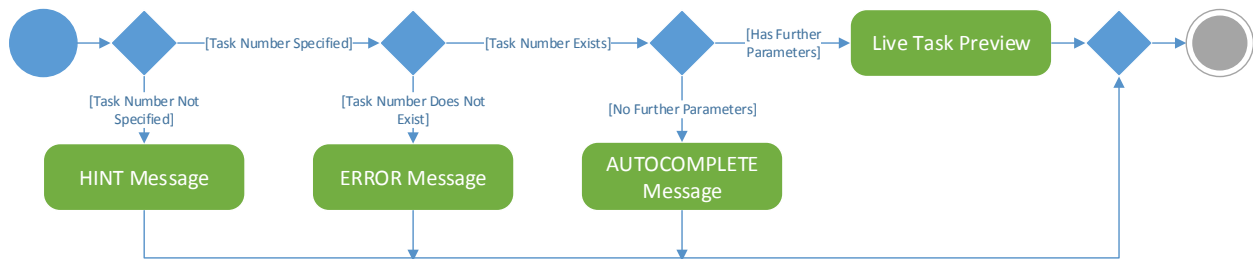 [Task Number Specified]
[Task Number Exists]
[Has Further
Parameters]
Live Task Preview
[Task Number Not
Specified]
[Task Number Does Not
Exist]
[No Further Parameters]
HINT Message
ERROR Message
AUTOCOMPLETE
Message